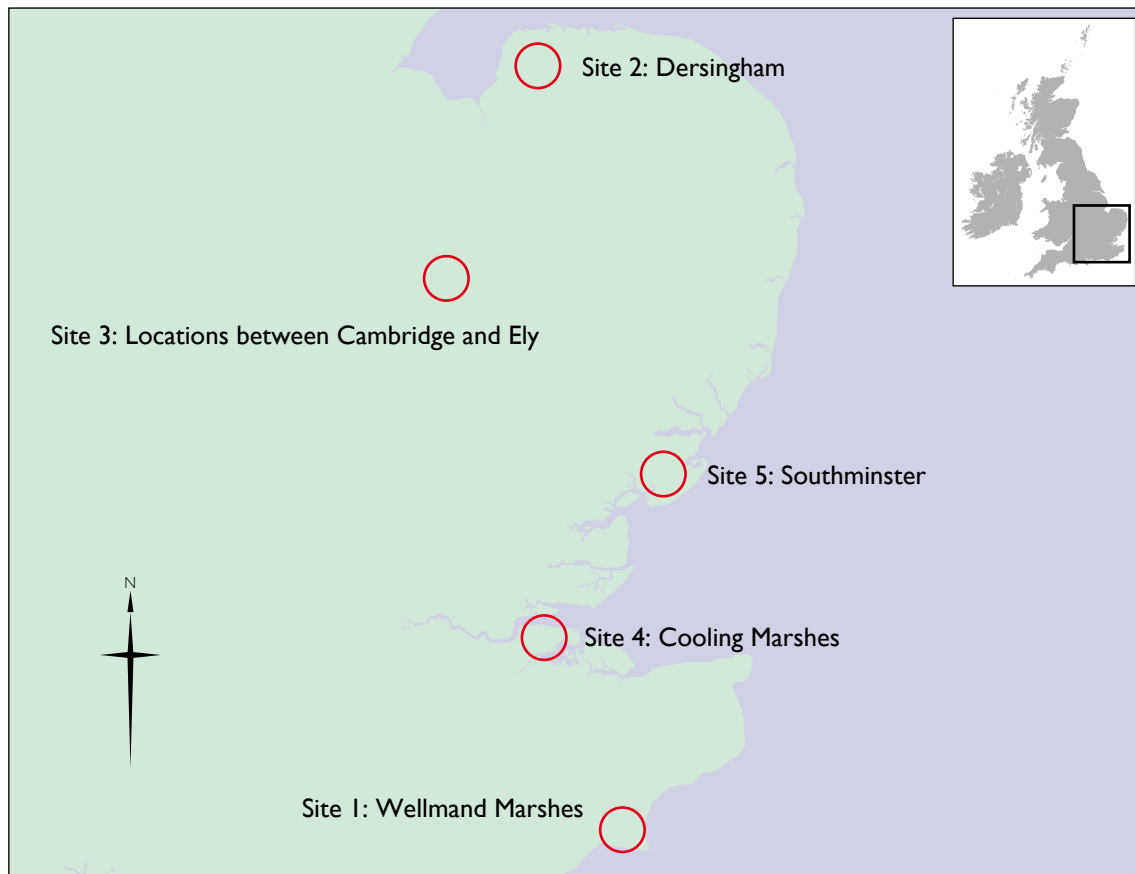 Site 2: Dersingham
Site 3: Locations between Cambridge and Ely
Site 5: Southminster
N
Site 4: Cooling Marshes
Site 1: Wellmand Marshes